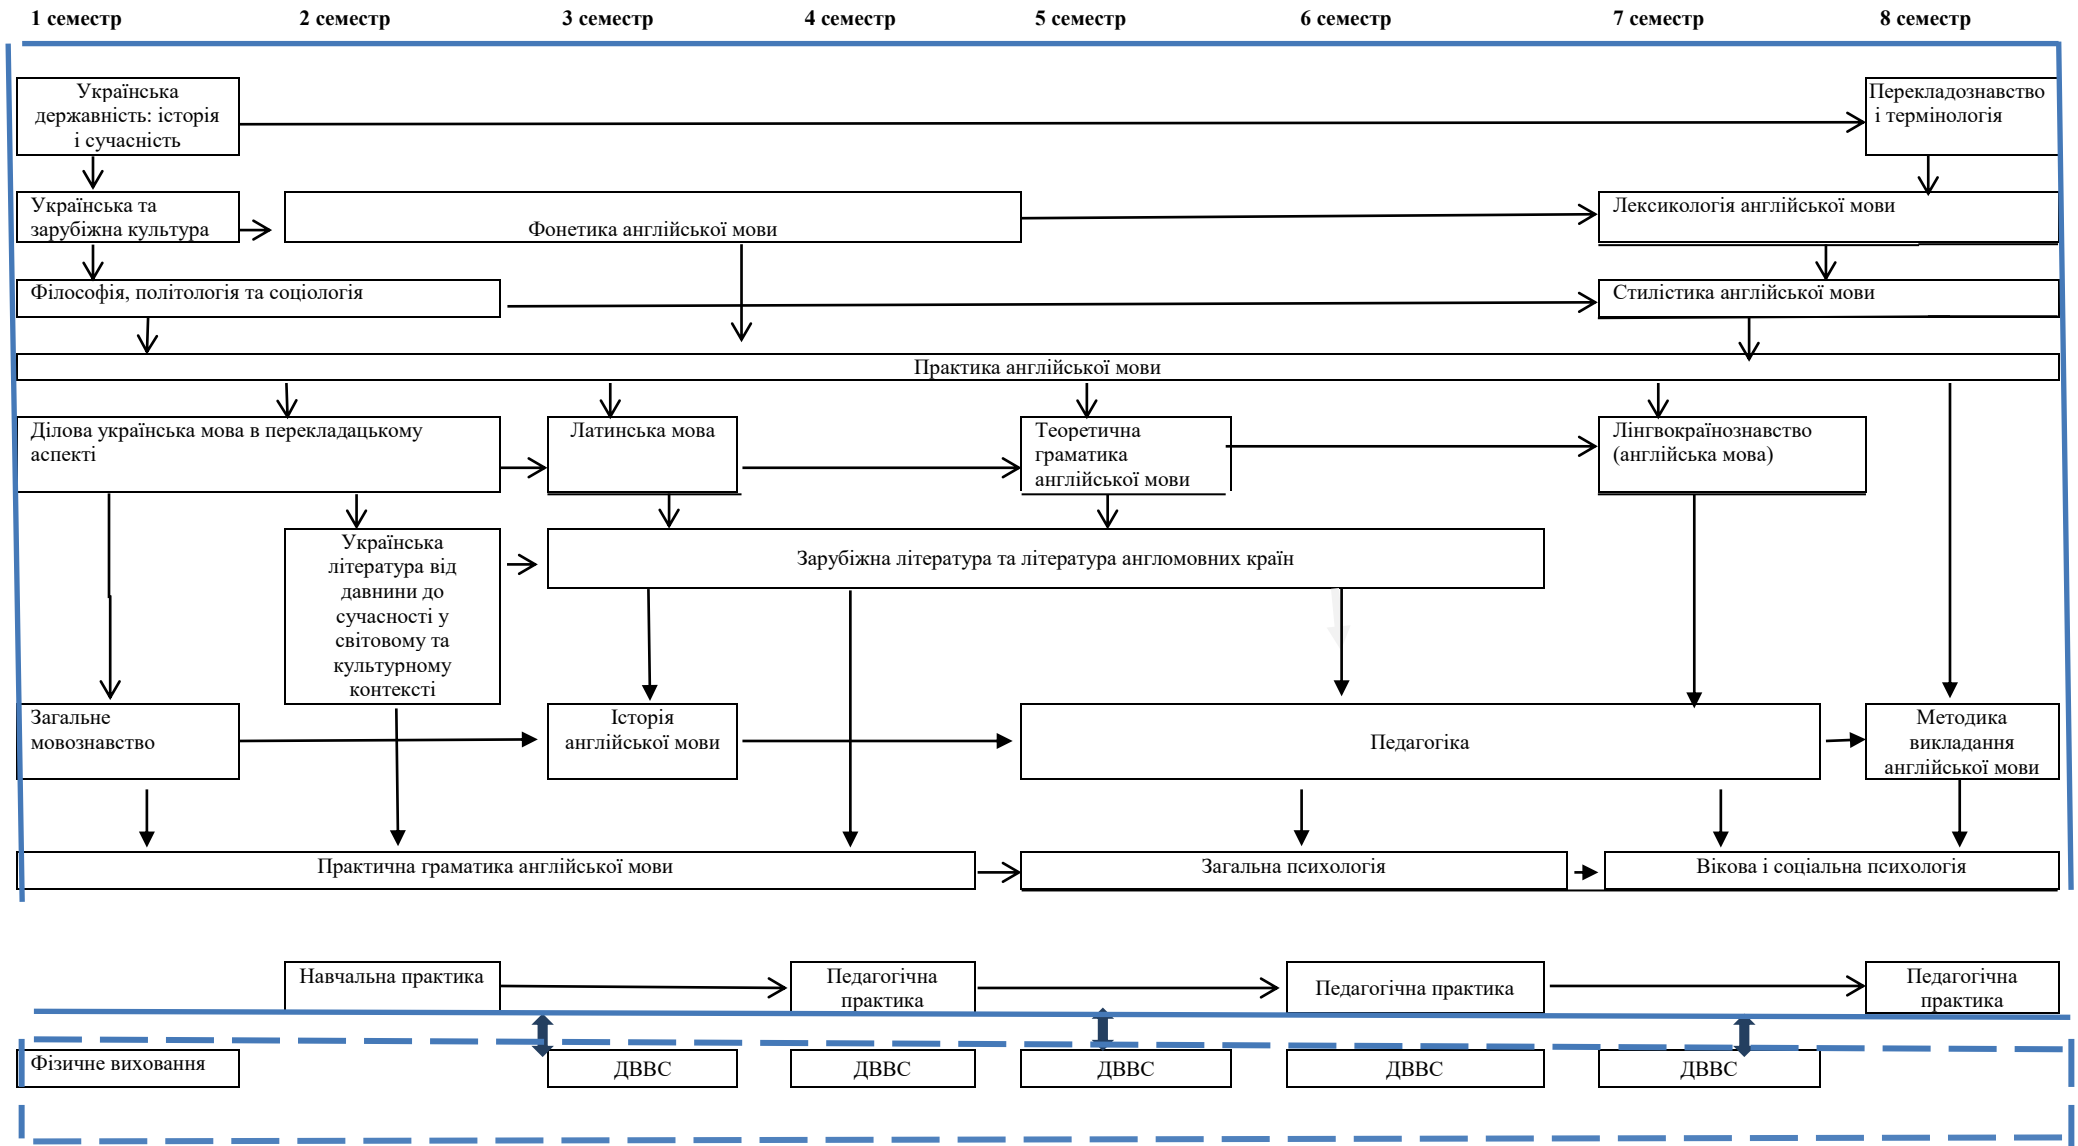 1 семестр 2 семестр 3 семестр 4 семестр 5 семестр 6 семестр 7 семестр 8 семестр
Українська
державність: історія
і сучасність
Перекладознавство
і термінологія
Українська та
зарубіжна культура
Фонетика англійської мови
Лексикологія англійської мови
Філософія, політологія та соціологія
Стилістика англійської мови
Практика англійської мови
Ділова українська мова в перекладацькому
аспекті
Латинська мова
Теоретична
граматика
англійської мови
Лінгвокраїнознавство
(англійська мова)
Українська
література від
давнини до
сучасності у
світовому та
культурному
контексті
Зарубіжна література та література англомовних країн
Загальне
мовознавство
Історія
англійської мови
Педагогіка
Методика
викладання
англійської мови
Практична граматика англійської мови
Загальна психологія
Вікова і соціальна психологія
Навчальна практика
Педагогічна
практика
Педагогічна практика
Педагогічна
практика
Фізичне виховання
ДВВС
ДВВС
ДВВС
ДВВС
ДВВС